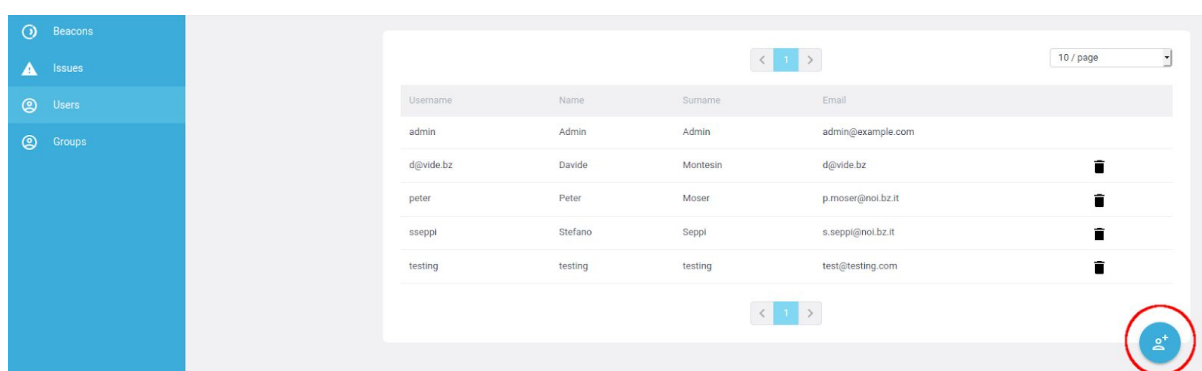 Beacons
Issues
Users
Groups
1
10 / page
Username Name Surname Email
admin Admin Admin admin@example.com
d@vide.bz Davide Montesin d@vide.bz
peter Peter Moser p.moser@noi.bz.it
sseppi Stefano Seppi s.seppi@noi.bz.it
testing testing testing test@testing.com
1